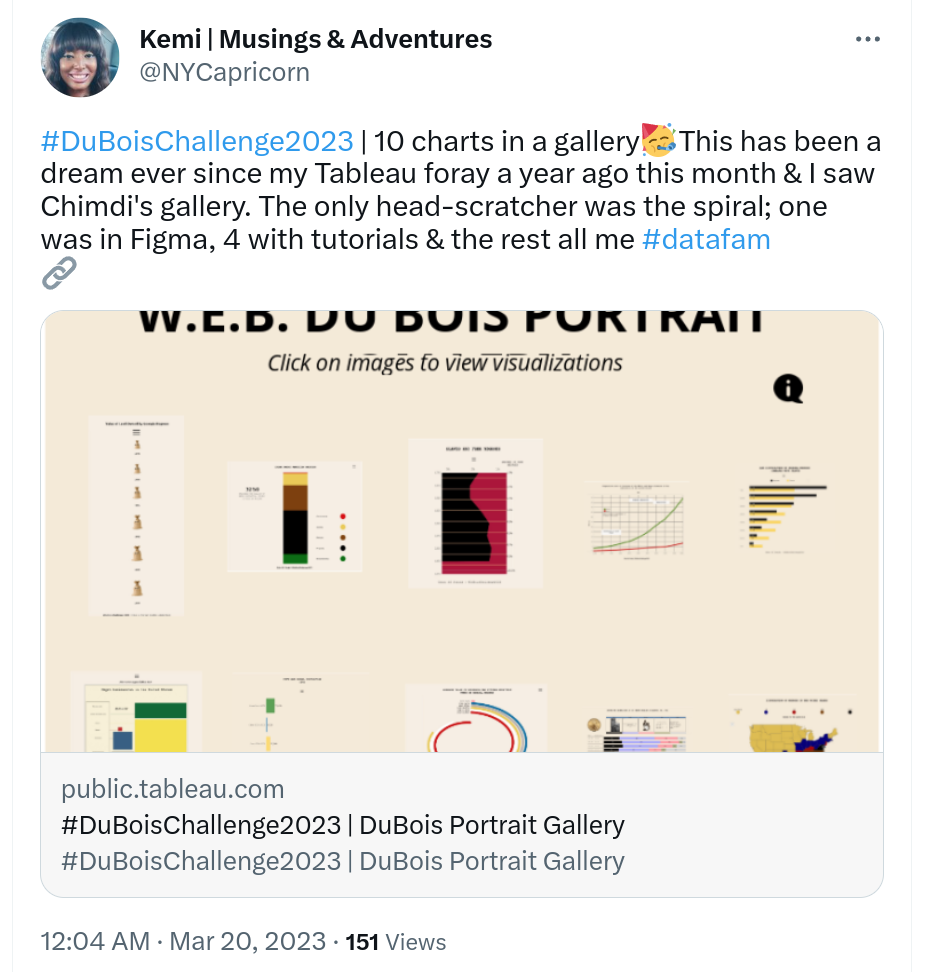 Kemi | Musings & Adventures
@NYCapricorn
#DuBoisChallenge2023 | 10 charts in a gallery🥳This has been a
dream ever since my Tableau foray a year ago this month & I saw
Chimdi's gallery. The only head-scratcher was the spiral; one
was in Figma, 4 with tutorials & the rest all me #datafam
🔗
W.E.B. DU BOIS PORTRAIT
Click on images to view visualizations
public.tableau.com
#DuBoisChallenge2023 | DuBois Portrait Gallery
#DuBoisChallenge2023 | DuBois Portrait Gallery
12:04 AM · Mar 20, 2023 · 151 Views